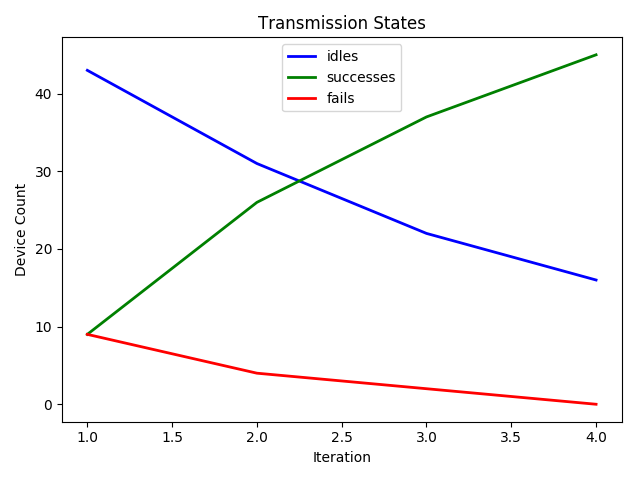 Transmission States
idles
successes
fails
Device Count
40
30
20
10
0
1.0 1.5 2.0 2.5 3.0 3.5 4.0
Iteration